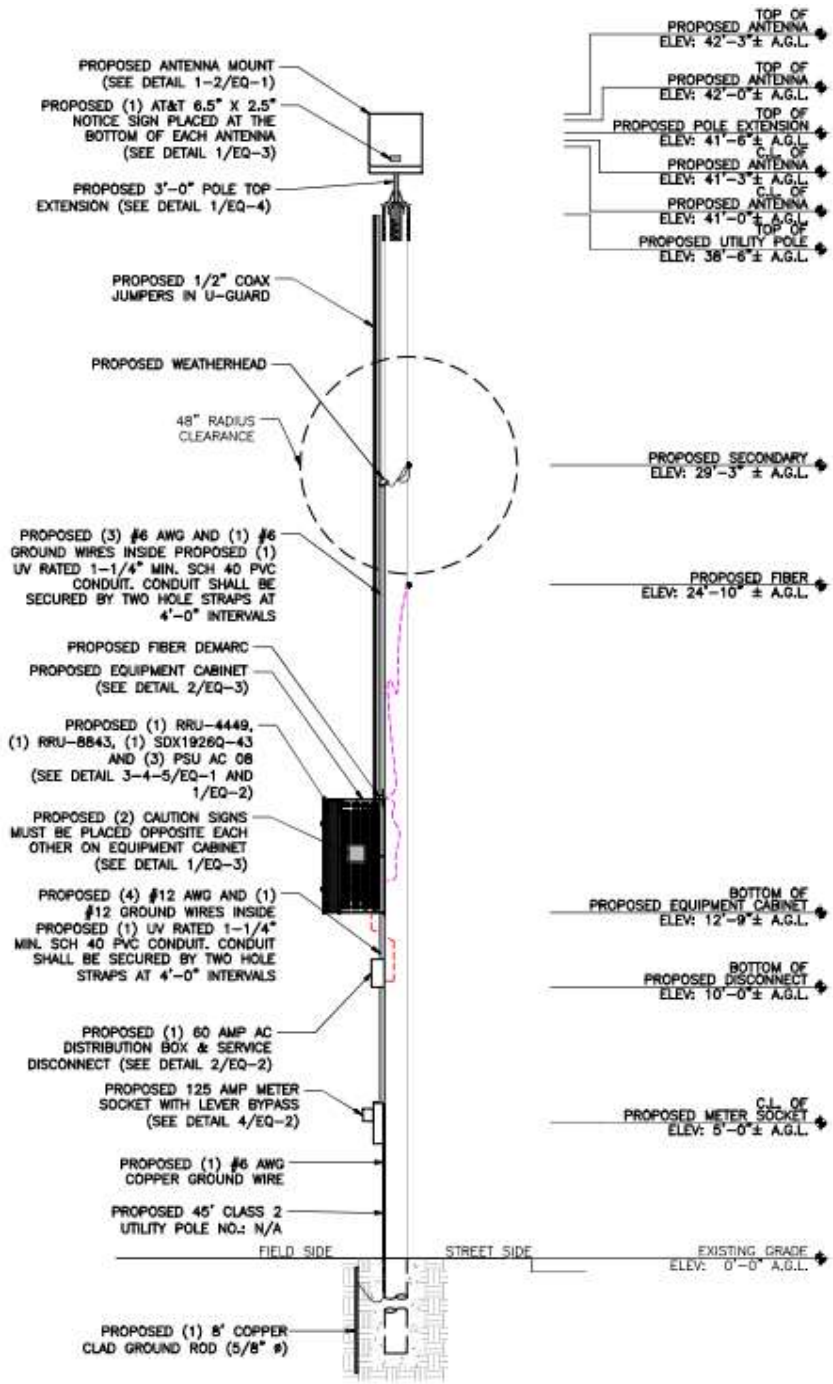 PROPOSED ANTENNA MOUNT
(SEE DETAIL 1-2/EQ-1)
PROPOSED (1) AT&T 6.5" X 2.5"
NOTICE SIGN PLACED AT THE
BOTTOM OF EACH ANTENNA
(SEE DETAIL 1/EQ-3)
PROPOSED 3'-0" POLE TOP
EXTENSION (SEE DETAIL 1/EQ-4)
PROPOSED 1/2" COAX
JUMPERS IN U-GUARD
PROPOSED WEATHERHEAD
48" RADIUS
CLEARANCE
PROPOSED (3) #6 AWG AND (1) #6
GROUND WIRES INSIDE PROPOSED (1)
UV RATED 1-1/4" MIN. SCH 40 PVC
CONDUIT. CONDUIT SHALL BE
SECURED BY TWO HOLE STRAPS AT
4'-0" INTERVALS
PROPOSED FIBER DEMARC
PROPOSED EQUIPMENT CABINET
(SEE DETAIL 2/EQ-3)
PROPOSED (1) RRU-4449,
(1) RRU-8843, (1) SDX1926Q-43
AND (3) PSU AC 08
(SEE DETAIL 3-4-5/EQ-1 AND
1/EQ-2)
PROPOSED (2) CAUTION SIGNS
MUST BE PLACED OPPOSITE EACH
OTHER ON EQUIPMENT CABINET
(SEE DETAIL 1/EQ-3)
PROPOSED (4) #12 AWG AND (1)
#12 GROUND WIRES INSIDE
PROPOSED (1) UV RATED 1-1/4"
MIN. SCH 40 PVC CONDUIT. CONDUIT
SHALL BE SECURED BY TWO HOLE
STRAPS AT 4'-0" INTERVALS
PROPOSED (1) 60 AMP AC
DISTRIBUTION BOX & SERVICE
DISCONNECT (SEE DETAIL 2/EQ-2)
PROPOSED 125 AMP METER
SOCKET WITH LEVER BYPASS
(SEE DETAIL 4/EQ-2)
PROPOSED (1) #6 AWG
COPPER GROUND WIRE
PROPOSED 45' CLASS 2
UTILITY POLE NO.: N/A
FIELD SIDE
STREET SIDE
PROPOSED (1) 8' COPPER
CLAD GROUND ROD (5/8" ø)
TOP OF
PROPOSED ANTENNA
ELEV: 42'-3"± A.G.L.
TOP OF
PROPOSED ANTENNA
ELEV: 42'-0"± A.G.L.
TOP OF
PROPOSED POLE EXTENSION
ELEV: 41'-6"± A.G.L.
C.L. OF
PROPOSED ANTENNA
ELEV: 41'-3"± A.G.L.
C.L. OF
PROPOSED ANTENNA
ELEV: 41'-0"± A.G.L.
TOP OF
PROPOSED UTILITY POLE
ELEV: 38'-6"± A.G.L.
PROPOSED SECONDARY
ELEV: 29'-3" ± A.G.L.
PROPOSED FIBER
ELEV: 24'-10" ± A.G.L.
BOTTOM OF
PROPOSED EQUIPMENT CABINET
ELEV: 12'-9"± A.G.L.
BOTTOM OF
PROPOSED DISCONNECT
ELEV: 10'-0"± A.G.L.
C.L. OF
PROPOSED METER SOCKET
ELEV: 5'-0"± A.G.L.
EXISTING GRADE
ELEV: 0'-0" A.G.L.